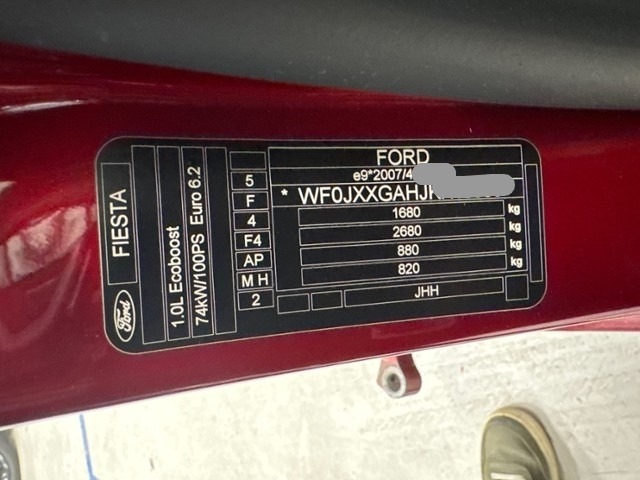 FORD
e9*2007/4
* WF0JXXGAHJ
1680 kg
2680 kg
880 kg
820 kg
JHH
5
F
4
F4
AP
M H
2
FIESTA
1.0L Ecoboost
74kW/100PS Euro 6.2
Ford